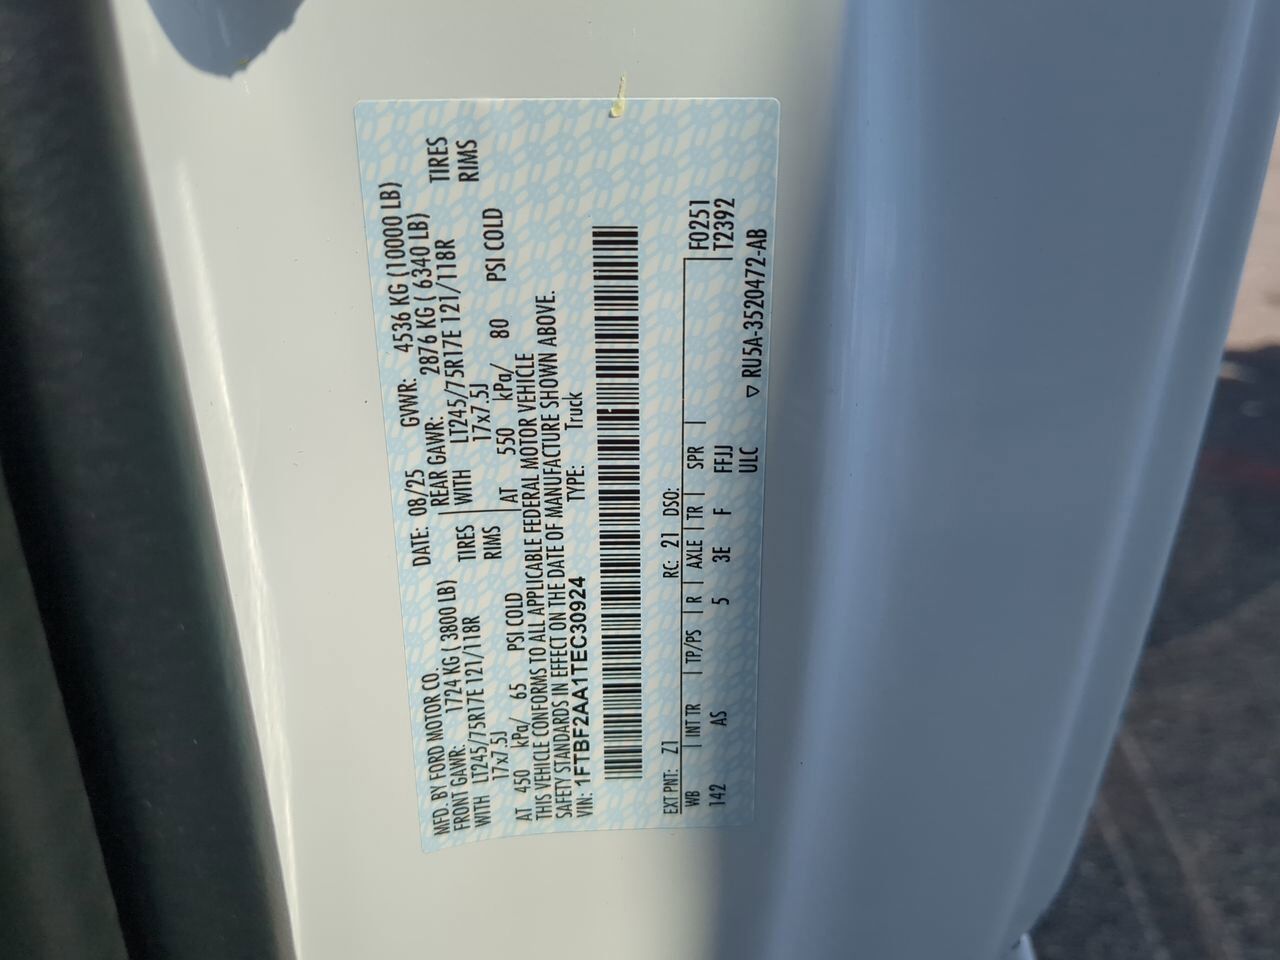 MFD. BY FORD MOTOR CO.
DATE: 08/25 GVWR: 4536 KG (10000 LB)
FRONT GAWR: 1724 KG ( 3800 LB) REAR GAWR: 2876 KG ( 6340 LB)
WITH LT245/75R17E 121/118R TIRES WITH LT245/75R17E 121/118R TIRES
17x7.5J RIMS 17x7.5J RIMS
AT 450 kPa/ 65 PSI COLD AT 550 kPa/ 80 PSI COLD
THIS VEHICLE CONFORMS TO ALL APPLICABLE FEDERAL MOTOR VEHICLE
SAFETY STANDARDS IN EFFECT ON THE DATE OF MANUFACTURE SHOWN ABOVE.
VIN: 1FTBF2AA1TEC30924 TYPE: Truck
EXT PNT: Z1 RC: 21 DSO:
WB | INT TR | TP/PS | R | AXLE | TR | SPR | F0251
142 AS 5 3E F FFJJ T2392
ULC
▽ RU5A-3520472-AB